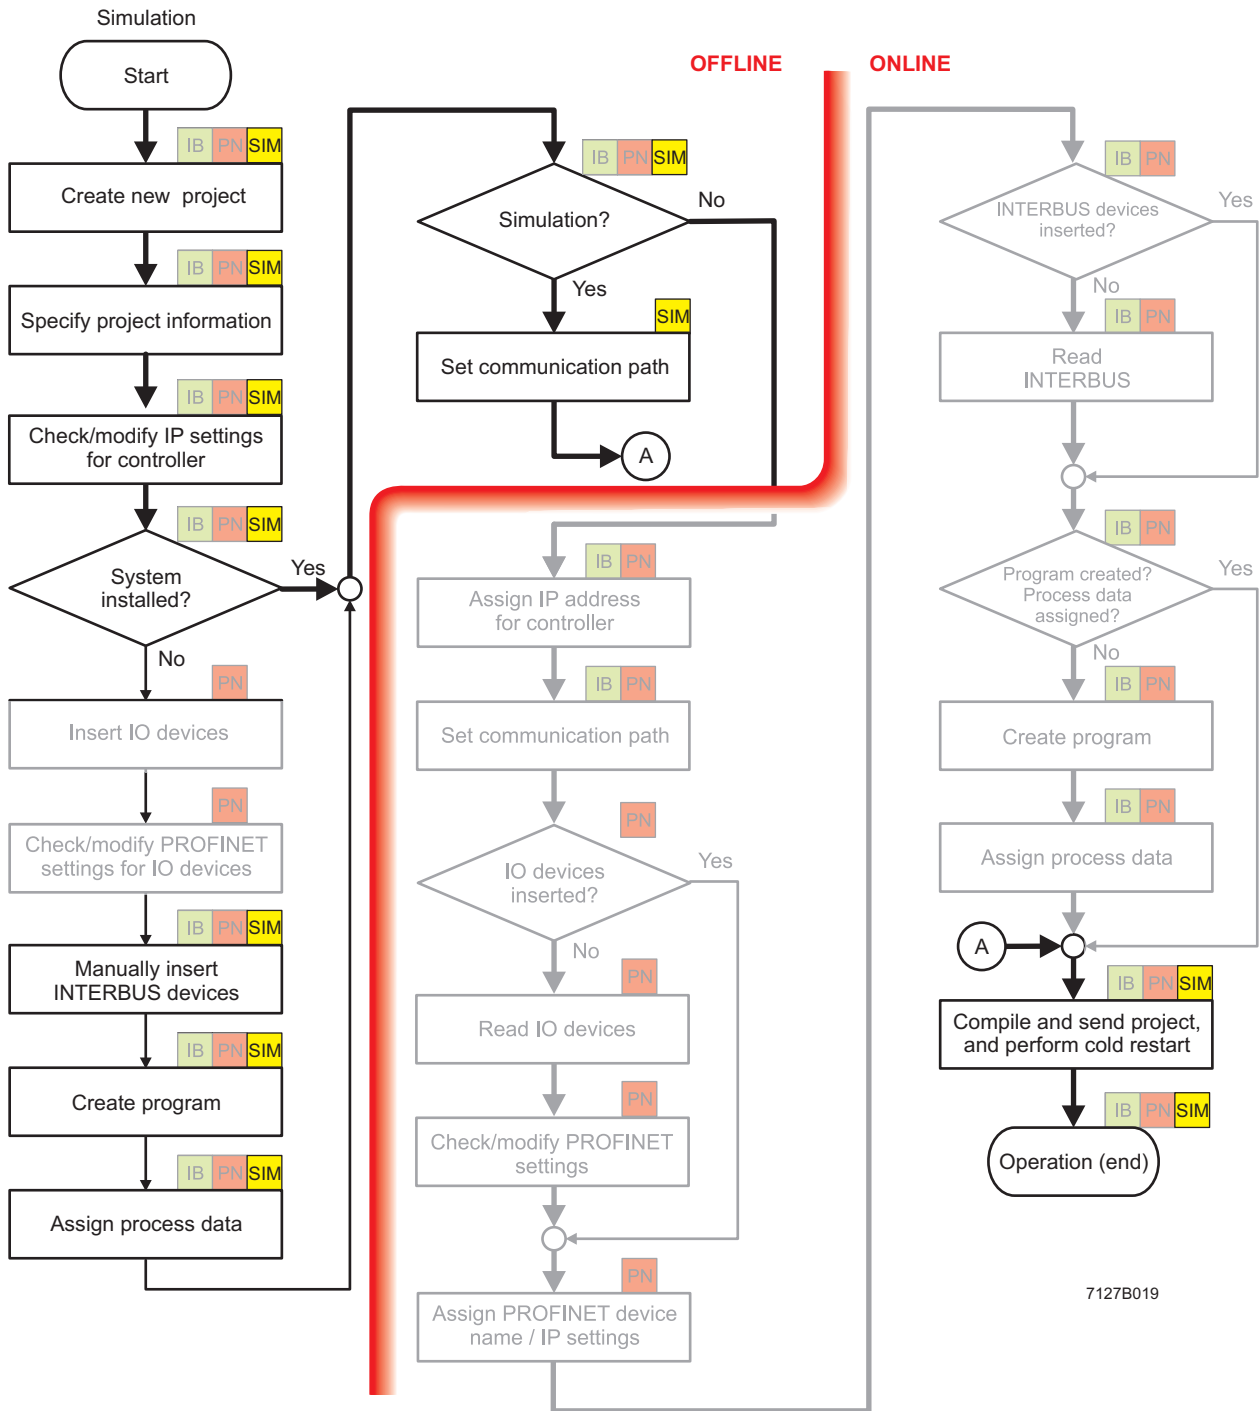 Simulation
Start
IB PN SIM
Create new project
IB PN SIM
Specify project information
IB PN SIM
Check/modify IP settings
for controller
IB PN SIM
System
installed?
Yes
No
PN
Insert IO devices
PN
Check/modify PROFINET
settings for IO devices
IB PN SIM
Manually insert
INTERBUS devices
IB PN SIM
Create program
IB PN SIM
Assign process data
OFFLINE
ONLINE
IB PN SIM
Simulation?
No
Yes
SIM
Set communication path
A
IB PN
Assign IP address
for controller
IB PN
Set communication path
PN
IO devices
inserted?
Yes
No
PN
Read IO devices
PN
Check/modify PROFINET
settings
PN
Assign PROFINET device
name / IP settings
IB PN
INTERBUS devices
inserted?
Yes
No
IB PN
Read
INTERBUS
IB PN
Program created?
Process data
assigned?
Yes
No
IB PN
Create program
IB PN
Assign process data
A
IB PN SIM
Compile and send project,
and perform cold restart
IB PN SIM
Operation (end)
7127B019